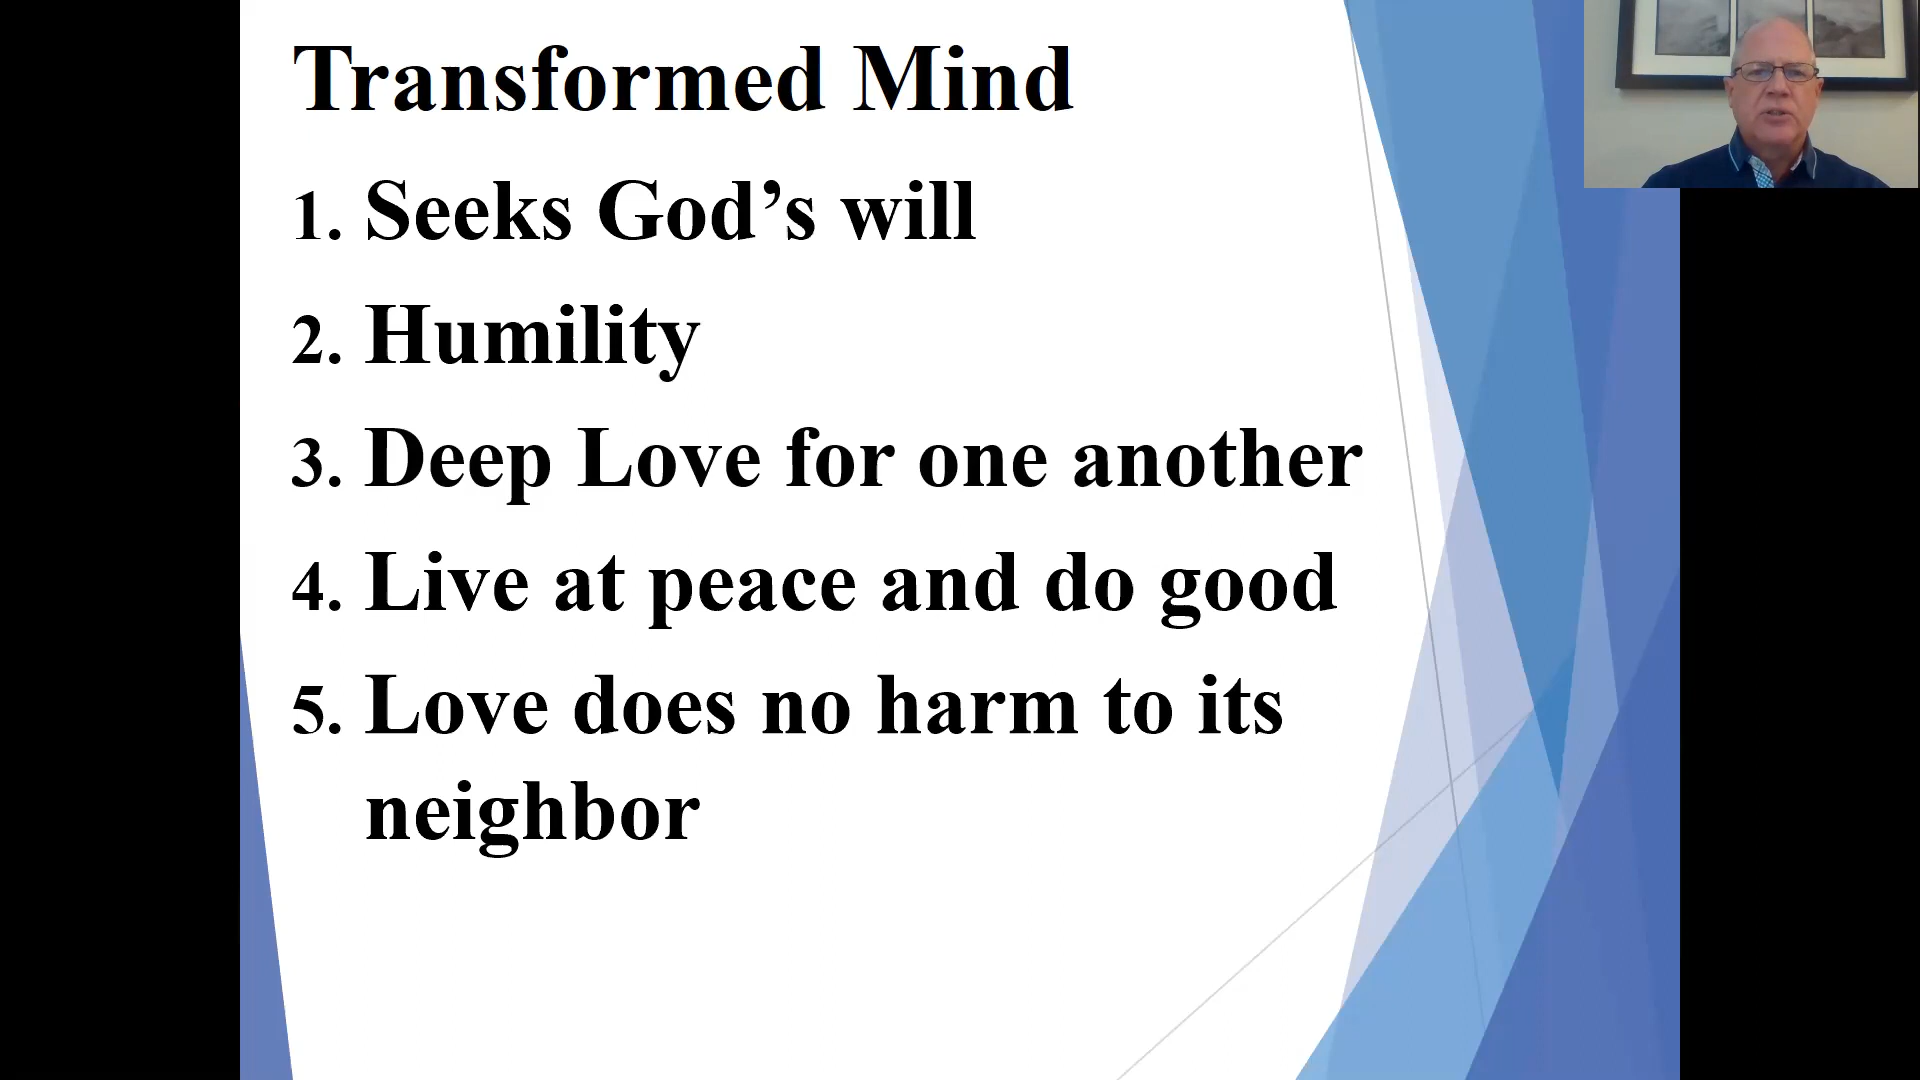 Transformed Mind
1. Seeks God’s will
2. Humility
3. Deep Love for one another
4. Live at peace and do good
5. Love does no harm to its
neighbor